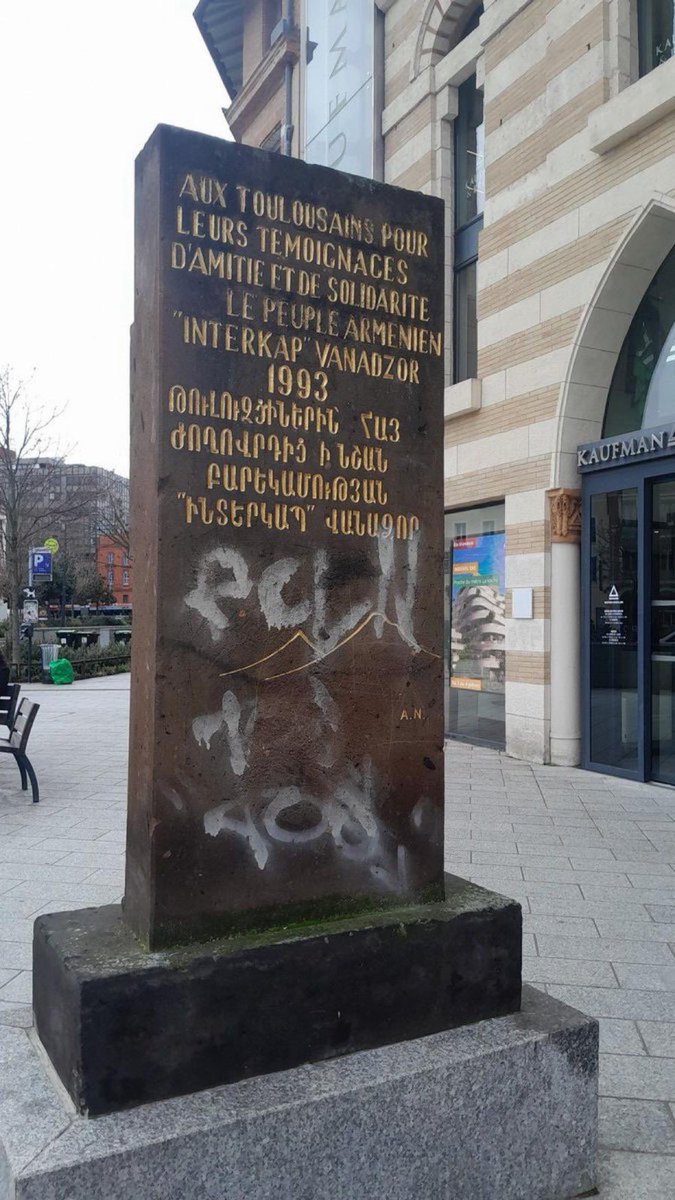 AUX TOULOUSAINS POUR
LEURS TEMOIGNAGES
D'AMITIE ET DE SOLIDARITE
LE PEUPLE ARMENIEN
"INTERKAP" VANADZOR
1993
ԹՈՒԼՈՒԶՑԻՆԵՐԻՆ ՀԱՅ
ԺՈՂՈՎՐԴԻՑ Ի ՆՇԱՆ
ԲԱՐԵԿԱՄՈՒԹՅԱՆ
"ԻՆՏԵՐԿԱՊ" ՎԱՆԱՁՈՐ
A.N.
KAUFMAN
P